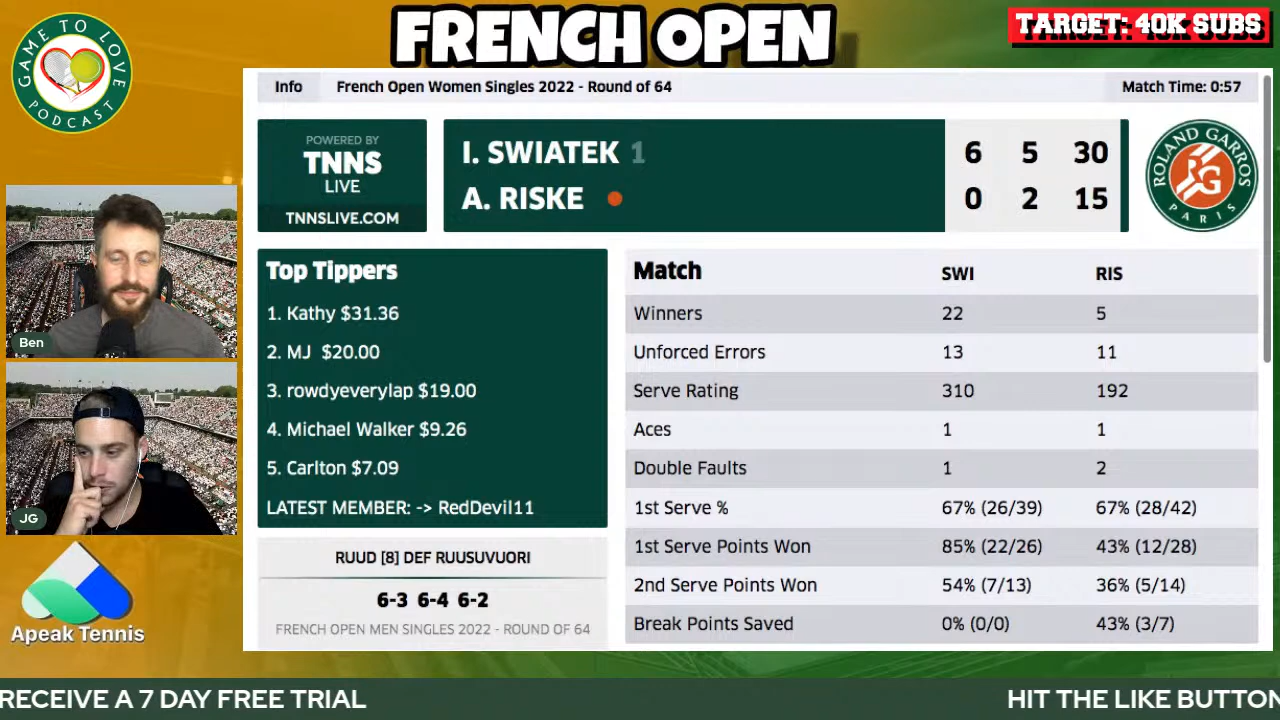 FRENCH OPEN
TARGET: 40K SUBS
GAME TO LOVE
PODCAST
Info French Open Women Singles 2022 - Round of 64 Match Time: 0:57
POWERED BY
TNNS
LIVE
TNNSLIVE.COM
I. SWIATEK 1 6 5 30
A. RISKE 0 2 15
ROLAND GARROS
RG
PARIS
Ben
JG
Apeak Tennis
Top Tippers
1. Kathy $31.36
2. MJ $20.00
3. rowdyeverylap $19.00
4. Michael Walker $9.26
5. Carlton $7.09
LATEST MEMBER: -> RedDevil11
RUUD [8] DEF RUUSUVUORI
6-3 6-4 6-2
FRENCH OPEN MEN SINGLES 2022 - ROUND OF 64
Match SWI RIS
Winners 22 5
Unforced Errors 13 11
Serve Rating 310 192
Aces 1 1
Double Faults 1 2
1st Serve % 67% (26/39) 67% (28/42)
1st Serve Points Won 85% (22/26) 43% (12/28)
2nd Serve Points Won 54% (7/13) 36% (5/14)
Break Points Saved 0% (0/0) 43% (3/7)
RECEIVE A 7 DAY FREE TRIAL HIT THE LIKE BUTTON